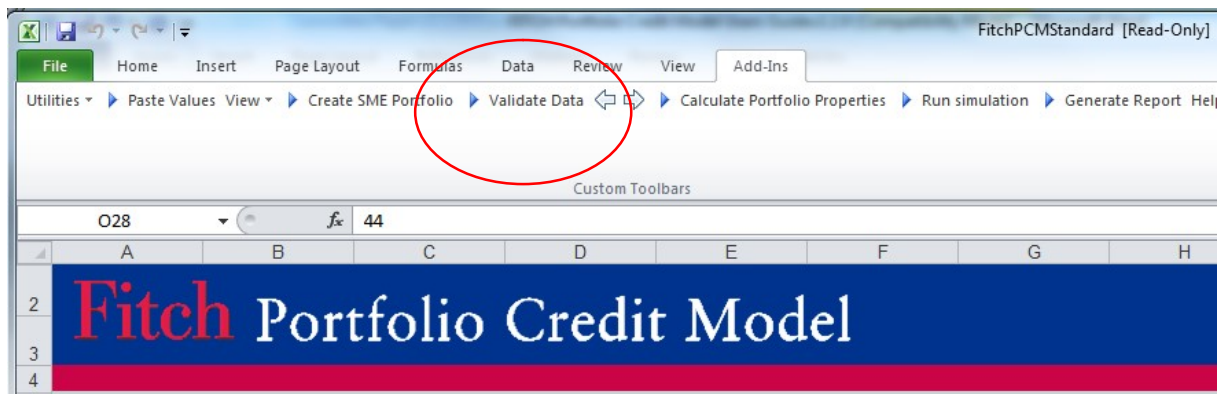 FitchPCMStandard [Read-Only]
File Home Insert Page Layout Formulas Data Review View Add-Ins
Utilities Paste Values View Create SME Portfolio Validate Data Calculate Portfolio Properties Run simulation Generate Report Hel
Custom Toolbars
O28 fx 44
A B C D E F G H
2
Fitch Portfolio Credit Model
3
4